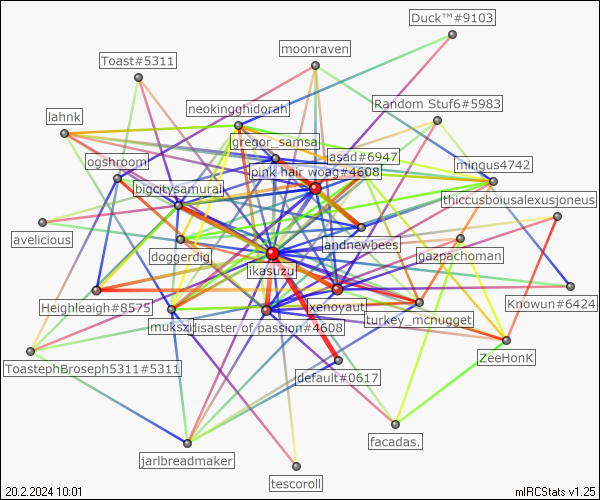 Duck™#9103
moonraven
Toast#5311
Random Stuf6#5983
neokingghidorah
lahnk
gregor_samsa
asad#6947
ogshroom
mingus4742
pink hair woag#4608
bigcitysamurai
thiccusboiusalexusjoneus
avelicious
andnewbees
doggerdig
gazpachoman
ikasuzu
Heighleaigh#8575
xenoyaut
Knowun#6424
turkey_mcnugget
mukszi
disaster of passion#4608
ZeeHonK
ToastephBroseph5311#5311
default#0617
facadas.
jarlbreadmaker
tescoroll
20.2.2024 10:01
mIRCStats v1.25